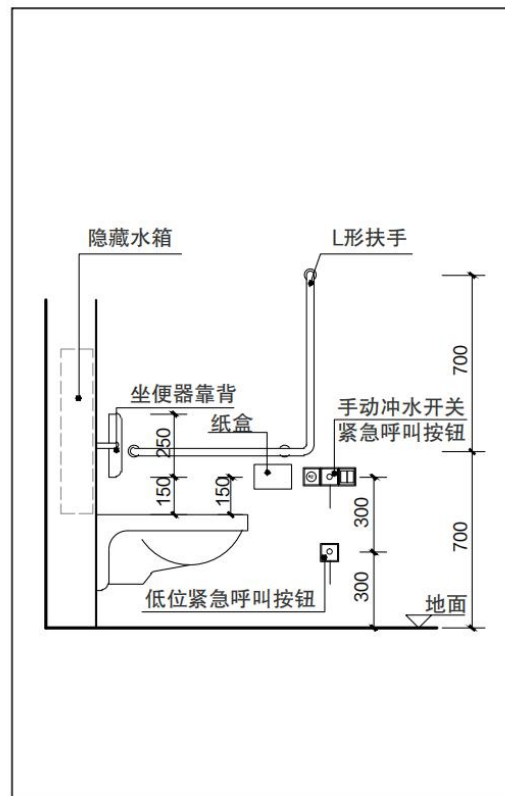 隐藏水箱
L形扶手
坐便器靠背
纸盒
手动冲水开关
紧急呼叫按钮
250
150
150
700
300
700
300
低位紧急呼叫按钮
地面